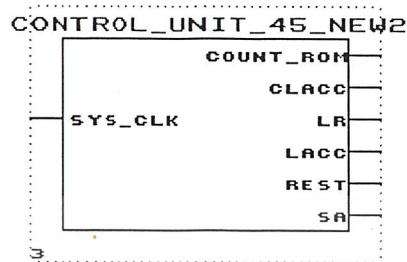 CONTROL_UNIT_45_NEW2
COUNT_ROM
CLACC
SYS_CLK
LR
LACC
REST
SA
3